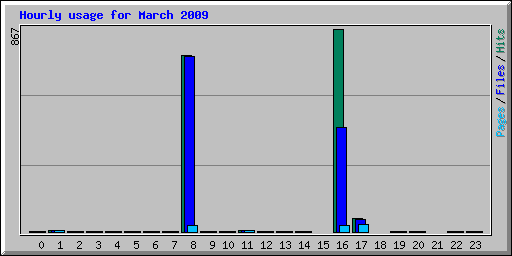 Hourly usage for March 2009
867
Pages/Files/Hits
0 1 2 3 4 5 6 7 8 9 10 11 12 13 14 15 16 17 18 19 20 21 22 23